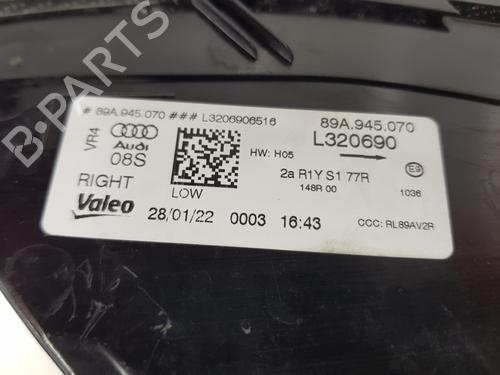 # 89A.945.070 ### L3206906516
89A.945.070
L320690
VR4
Audi
08S
HW: H05
2a R1Y S1 77R
148R 00
E9
1036
RIGHT
LOW
Valeo
28/01/22 0003 16:43
CCC: RL89AV2R
B-PARTS